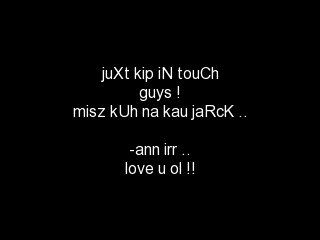 juXt kip iN touCh
guys !
misz kUh na kau jaRcK ..
-ann irr ..
love u ol !!